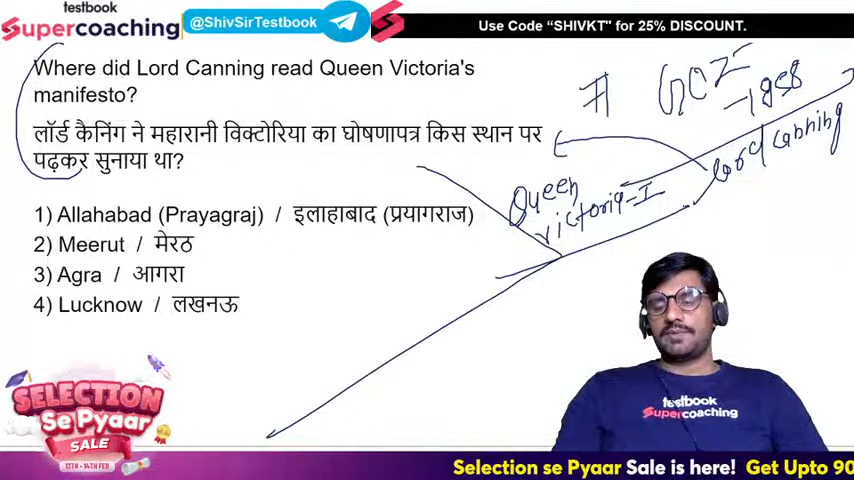 testbook
Supercoaching
@ShivSirTestbook
Use Code “SHIVKT" for 25% DISCOUNT.
Where did Lord Canning read Queen Victoria's
manifesto?
लॉर्ड कैनिंग ने महारानी विक्टोरिया का घोषणापत्र किस स्थान पर
पढ़कर सुनाया था?
1) Allahabad (Prayagraj) / इलाहाबाद (प्रयागराज)
2) Meerut / मेरठ
3) Agra / आगरा
4) Lucknow / लखनऊ
# GOI
-1858
Lord Canning
Queen
Victoria-I
testbook
Supercoaching
SELECTION
Se Pyaar
SALE
13TH - 14TH FEB
Selection se Pyaar Sale is here! Get Upto 90